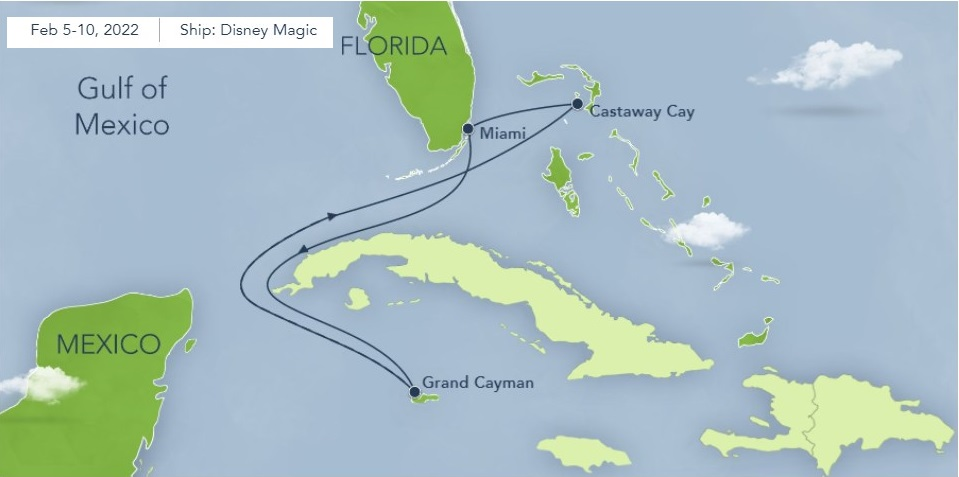 Feb 5-10, 2022
Ship: Disney Magic
FLORIDA
Gulf of
Mexico
Castaway Cay
Miami
MEXICO
Grand Cayman